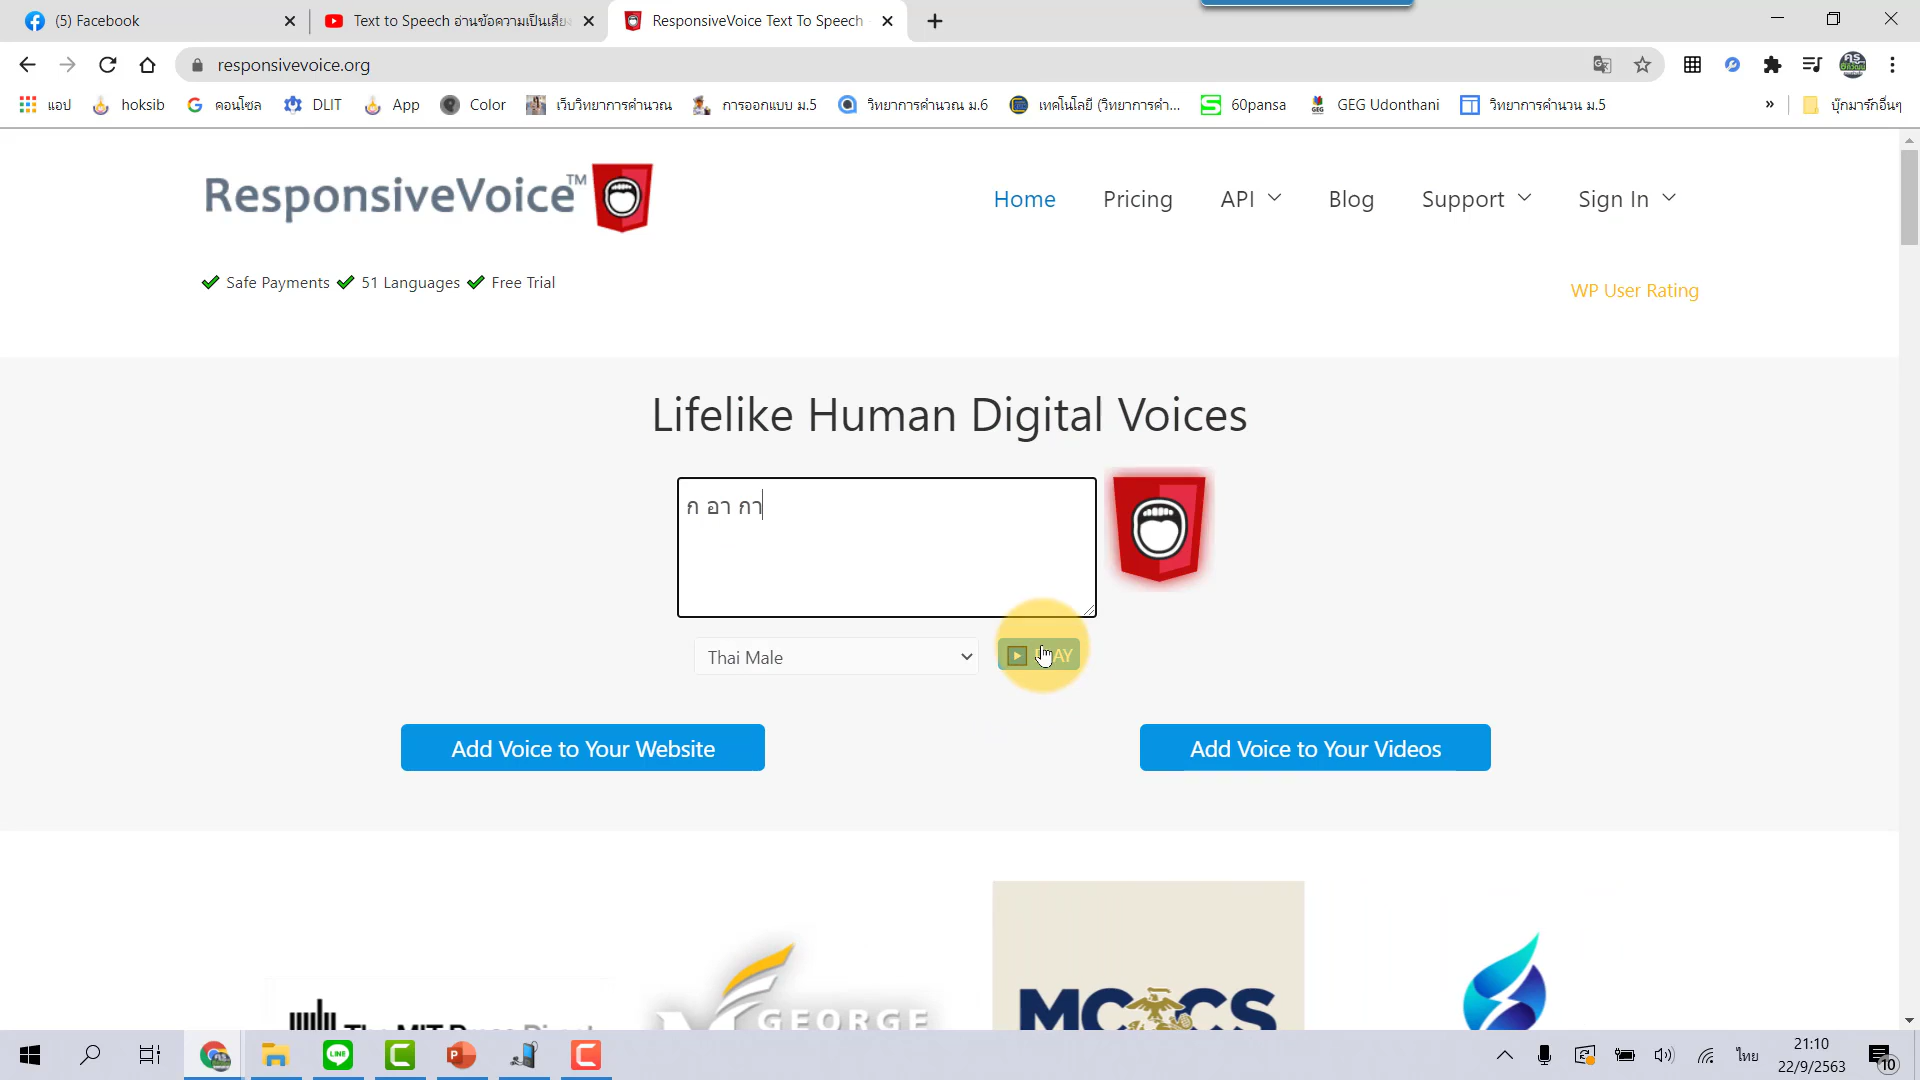 (5) Facebook
Text to Speech อ่านข้อความเป็นเสียง
ResponsiveVoice Text To Speech
responsivevoice.org
แอป
hoksib
คอนโซล
DLIT
App
Color
เว็บวิทยาการคำนวณ
การออกแบบ ม.5
วิทยาการคำนวณ ม.6
เทคโนโลยี (วิทยาการคำ...
60pansa
GEG Udonthani
วิทยาการคำนวน ม.5
»
บุ๊กมาร์กอื่นๆ
ResponsiveVoice™
Home
Pricing
API
Blog
Support
Sign In
Safe Payments
51 Languages
Free Trial
WP User Rating
Lifelike Human Digital Voices
ก อา กา
Thai Male
Add Voice to Your Website
Add Voice to Your Videos
GEORGE
ไทย
21:10
22/9/2563
10